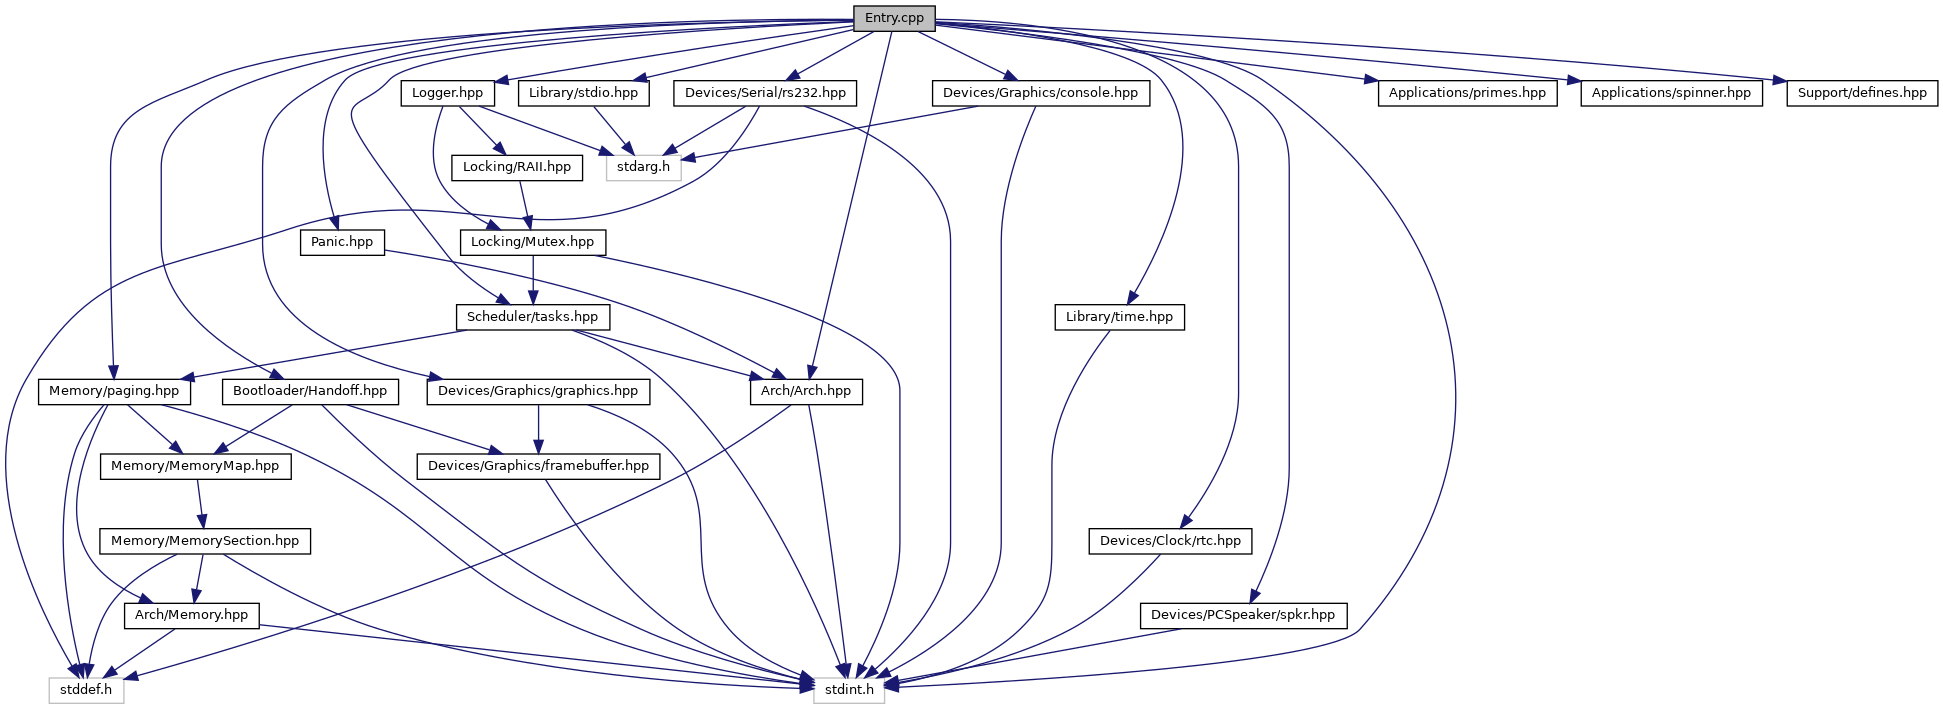 Entry.cpp
Logger.hpp
Library/stdio.hpp
Devices/Serial/rs232.hpp
Devices/Graphics/console.hpp
Applications/primes.hpp
Applications/spinner.hpp
Support/defines.hpp
Locking/RAII.hpp
stdarg.h
Panic.hpp
Locking/Mutex.hpp
Scheduler/tasks.hpp
Library/time.hpp
Memory/paging.hpp
Bootloader/Handoff.hpp
Devices/Graphics/graphics.hpp
Arch/Arch.hpp
Memory/MemoryMap.hpp
Devices/Graphics/framebuffer.hpp
Memory/MemorySection.hpp
Devices/Clock/rtc.hpp
Arch/Memory.hpp
Devices/PCSpeaker/spkr.hpp
stddef.h
stdint.h